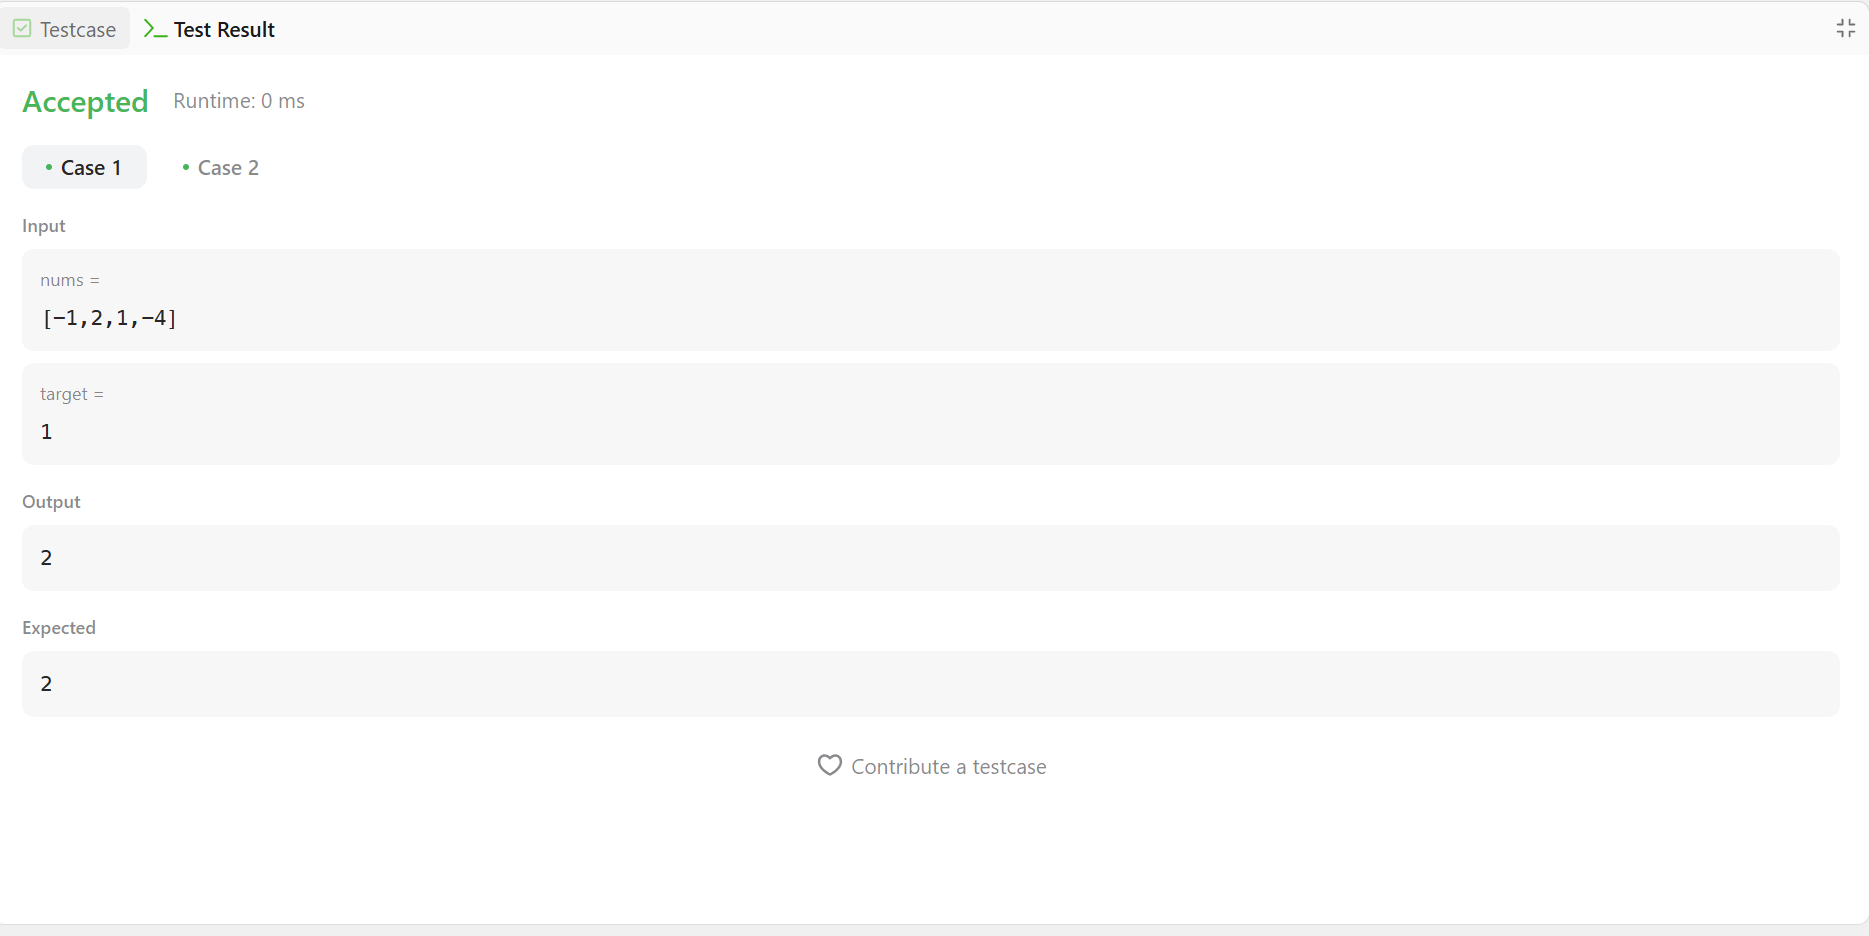 Testcase
Test Result
Accepted
Runtime: 0 ms
Case 1
Case 2
Input
nums =
[-1,2,1,-4]
target =
1
Output
2
Expected
2
Contribute a testcase